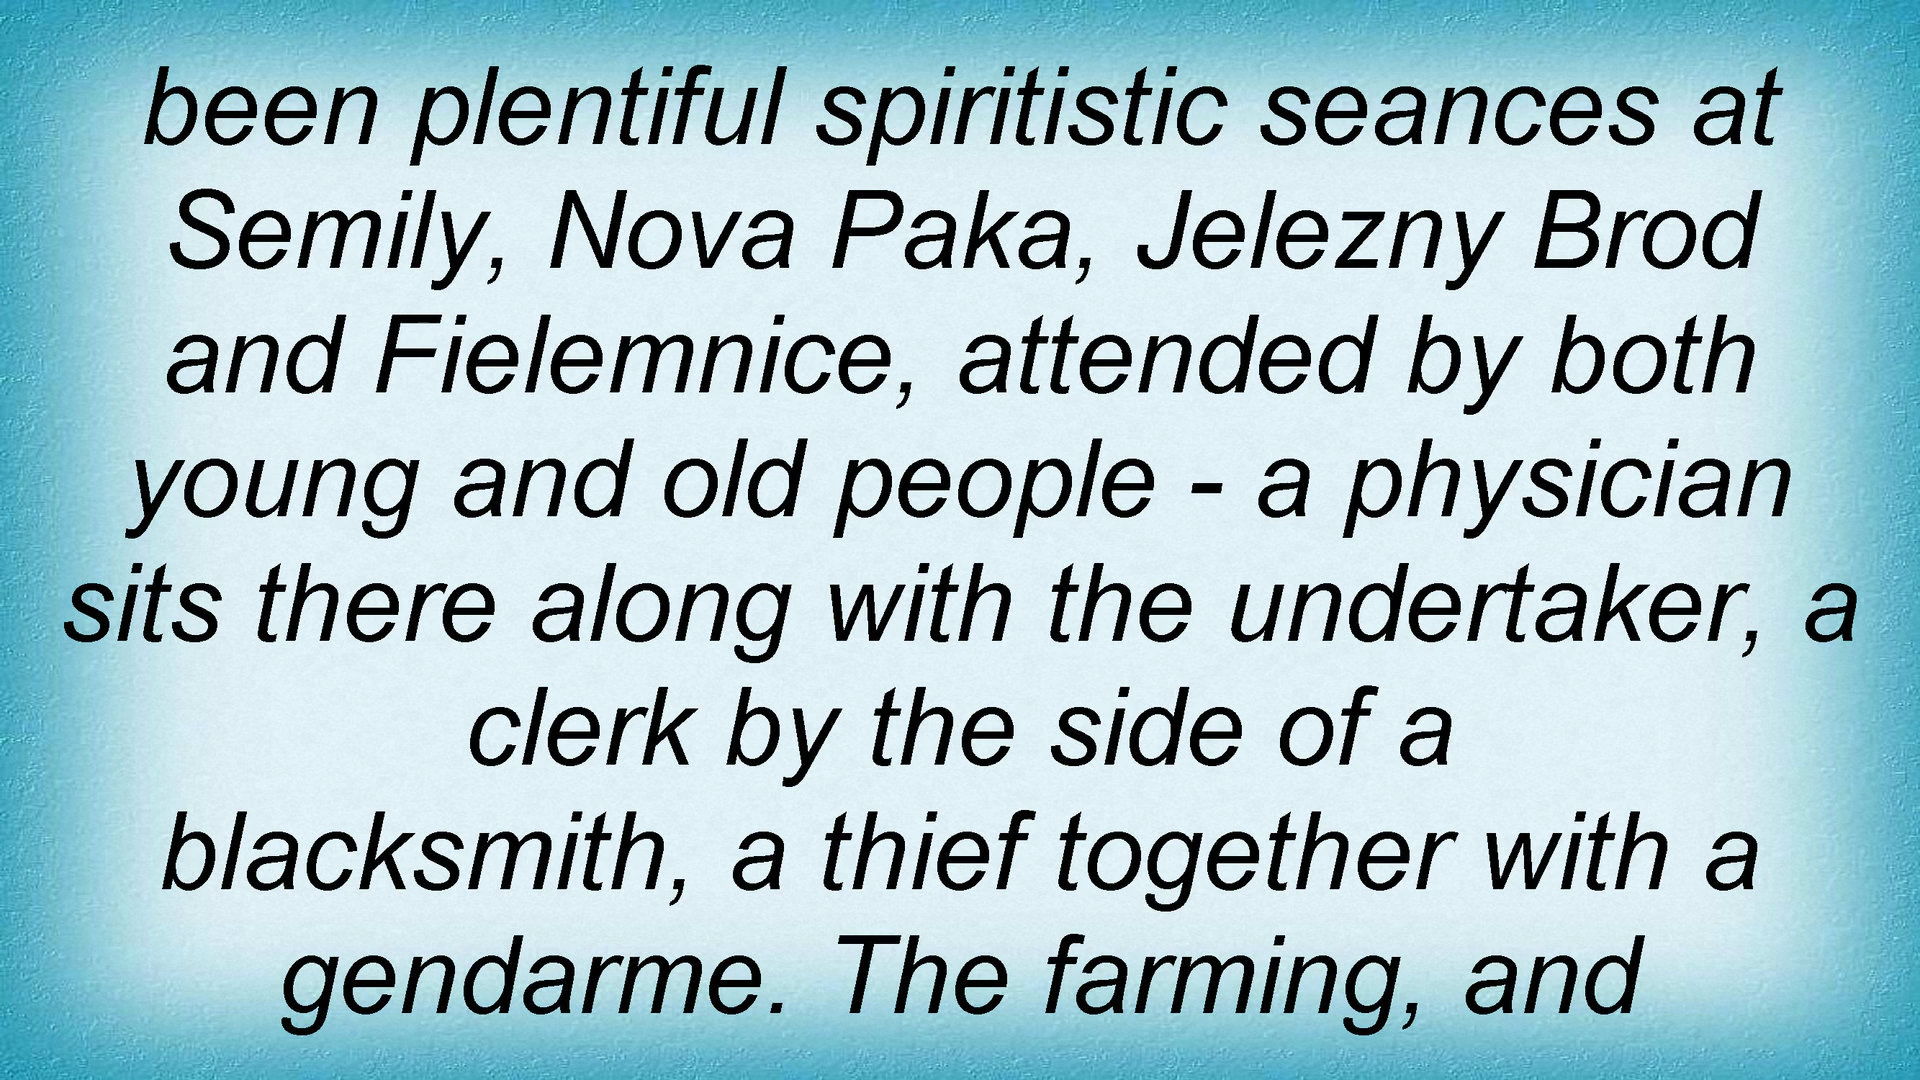 been plentiful spiritistic seances at
Semily, Nova Paka, Jelezny Brod
and Fielemnice, attended by both
young and old people - a physician
sits there along with the undertaker, a
clerk by the side of a
blacksmith, a thief together with a
gendarme. The farming, and